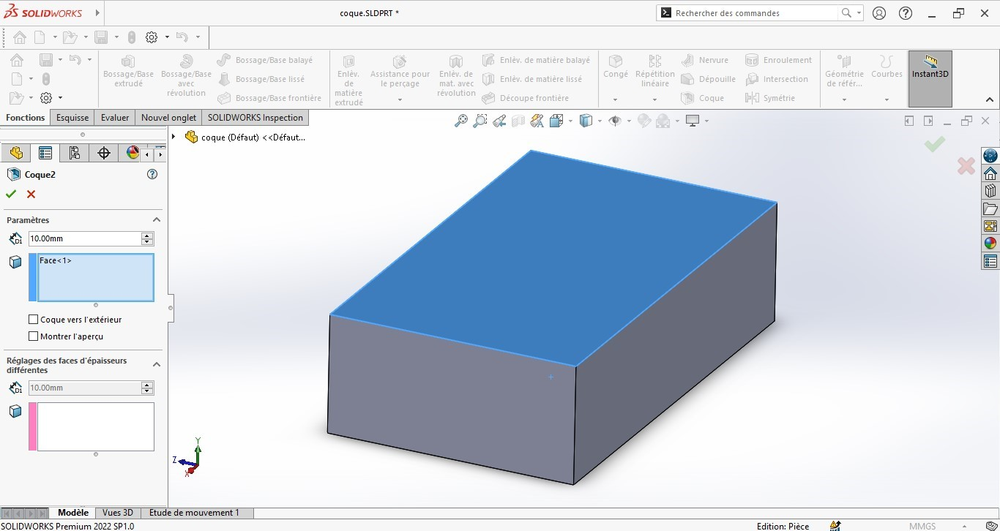 SOLIDWORKS
coque.SLDPRT *
Rechercher des commandes
Bossage/Base
extrudé
Bossage/Base
avec
révolution
Bossage/Base balayé
Bossage/Base lissé
Bossage/Base frontière
Enlèv.
de
matière
extrudé
Assistance pour
le perçage
Enlèv. de
mat. avec
révolution
Enlèv. de matière balayé
Enlèv. de matière lissé
Découpe frontière
Congé
Répétition
linéaire
Nervure
Dépouille
Coque
Enroulement
Intersection
Symétrie
Géométrie
de référ...
Courbes
Instant3D
Fonctions
Esquisse
Evaluer
Nouvel onglet
SOLIDWORKS Inspection
coque (Défaut) <<Défaut...
Coque2
Paramètres
10.00mm
Face<1>
Coque vers l'extérieur
Montrer l'aperçu
Réglages des faces d'épaisseurs
différentes
10.00mm
Y
Z
X
Modèle
Vues 3D
Etude de mouvement 1
SOLIDWORKS Premium 2022 SP1.0
Edition: Pièce
MMGS